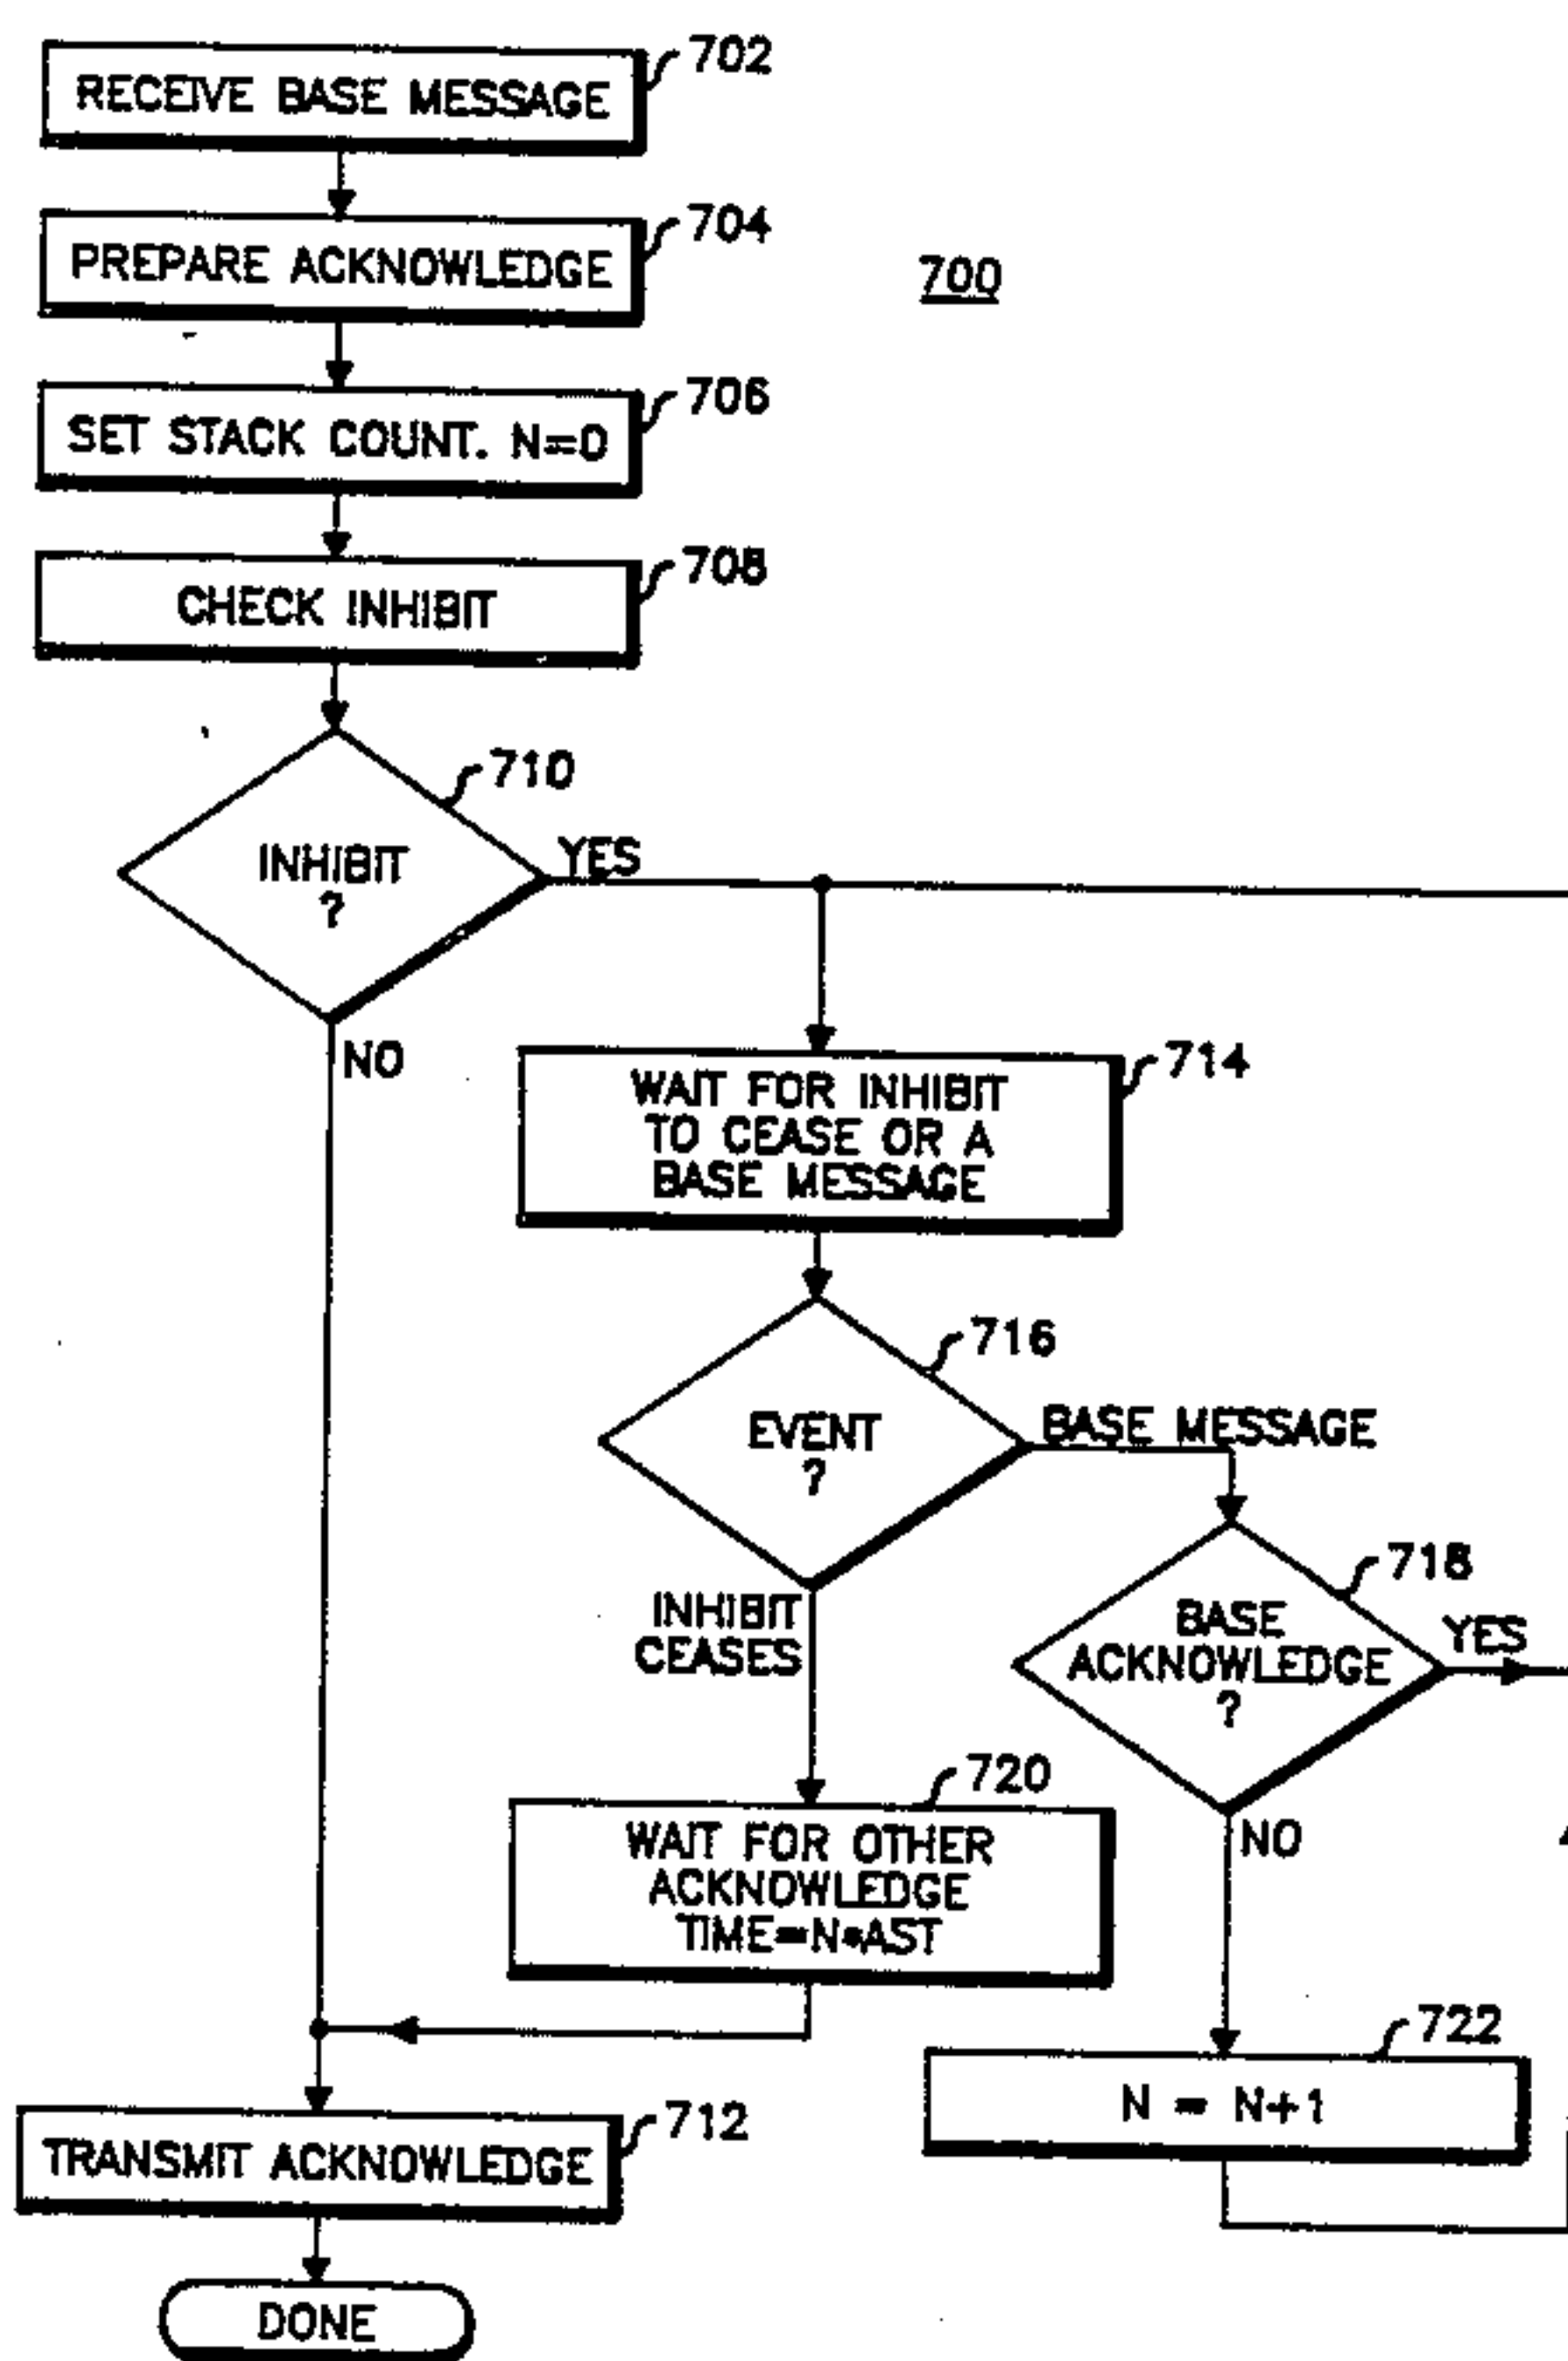 RECEIVE BASE MESSAGE
702
PREPARE ACKNOWLEDGE
704
700
SET STACK COUNT. N=0
706
CHECK INHIBIT
708
710
INHIBIT
?
YES
NO
WAIT FOR INHIBIT
TO CEASE OR A
BASE MESSAGE
714
716
EVENT
?
BASE MESSAGE
INHIBIT
CEASES
718
BASE
ACKNOWLEDGE
?
YES
NO
720
WAIT FOR OTHER
ACKNOWLEDGE
TIME=N*AST
722
N = N+1
TRANSMIT ACKNOWLEDGE
712
DONE